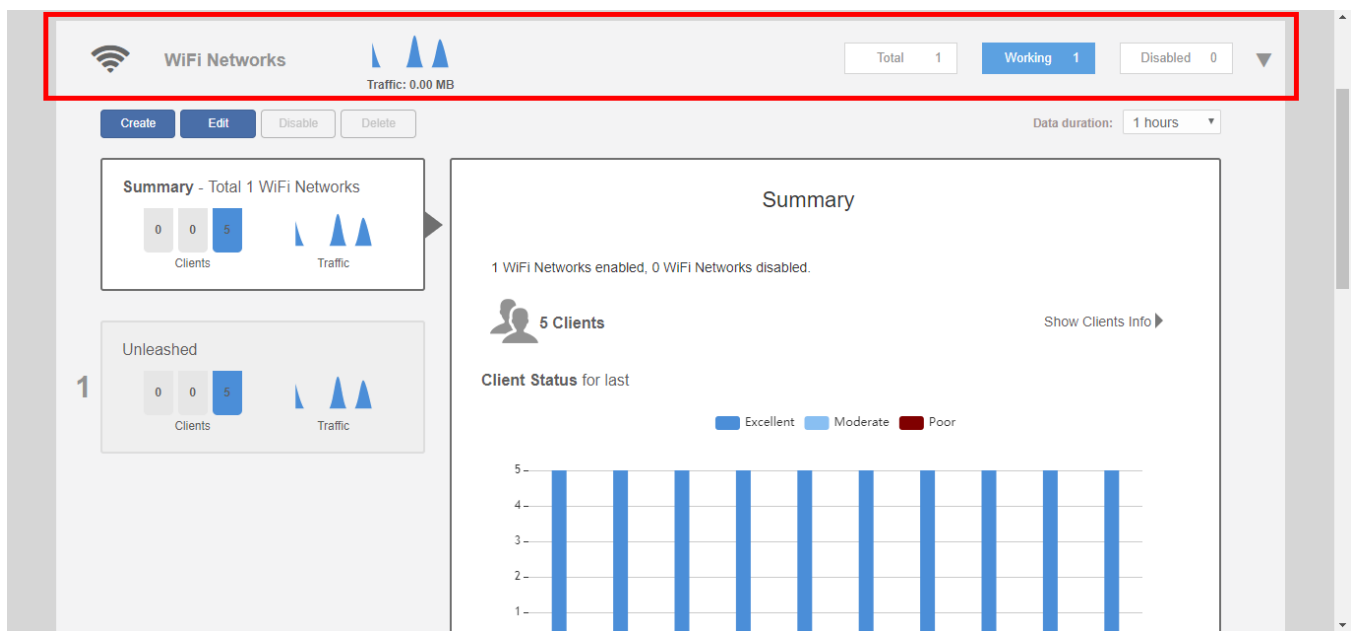 WiFi Networks
Traffic: 0.00 MB
Total 1
Working 1
Disabled 0
Create
Edit
Disable
Delete
Data duration: 1 hours
Summary - Total 1 WiFi Networks
0 0 5
Clients
Traffic
1
Unleashed
0 0 5
Clients
Traffic
Summary
1 WiFi Networks enabled, 0 WiFi Networks disabled.
5 Clients
Show Clients Info
Client Status for last
Excellent Moderate Poor
5
4
3
2
1